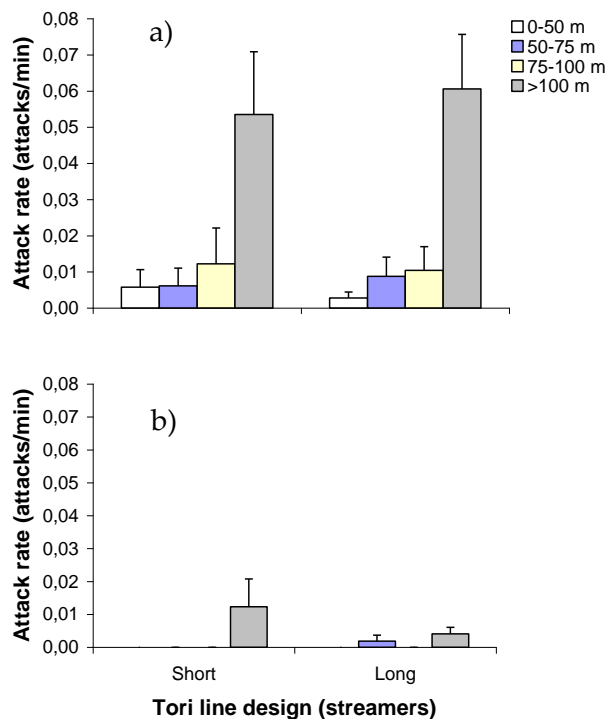 a)
0-50 m
50-75 m
75-100 m
>100 m
Attack rate (attacks/min)
0,08
0,07
0,06
0,05
0,04
0,03
0,02
0,01
0,00
b)
Attack rate (attacks/min)
0,08
0,07
0,06
0,05
0,04
0,03
0,02
0,01
0,00
Short Long
Tori line design (streamers)